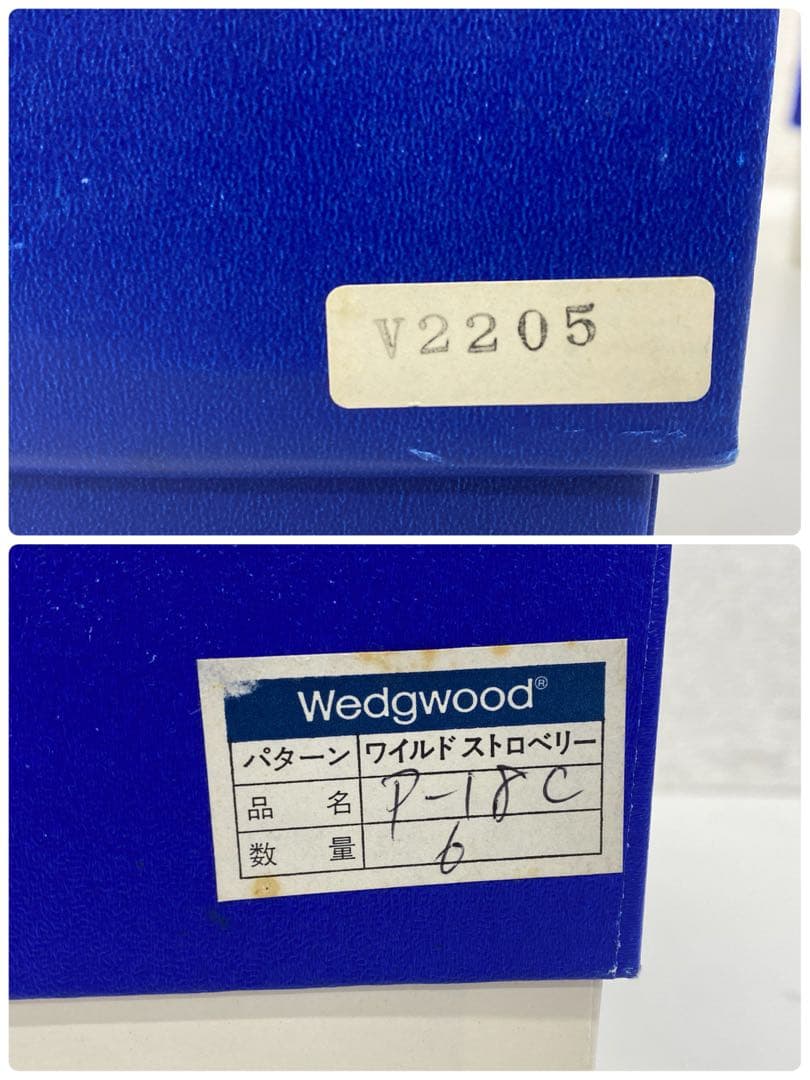 V2205
Wedgwood®
パターン ワイルドストロベリー
品名 P-18C
数量 6